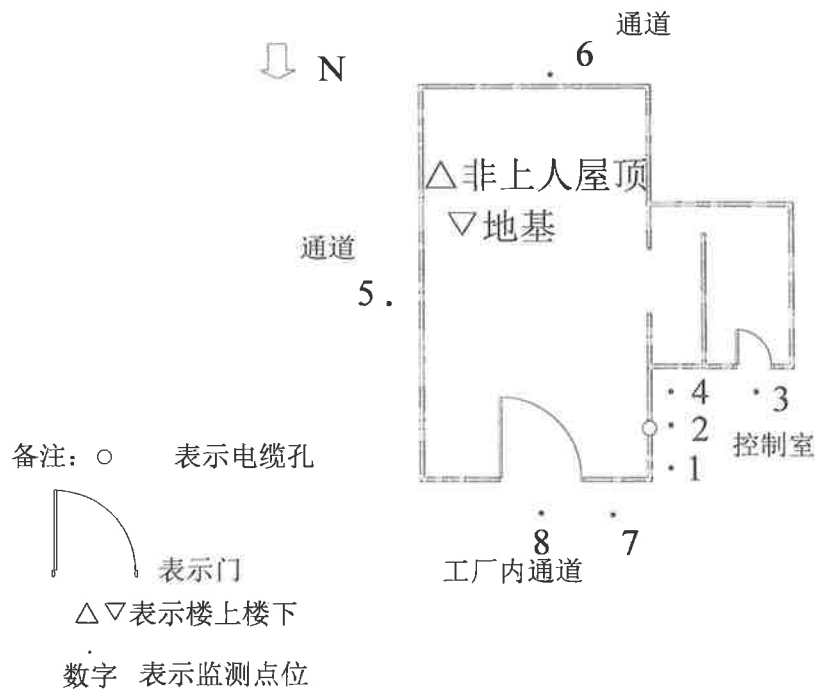 通道
6
N
△非上人屋顶
▽地基
通道
5
4
3
2
控制室
1
8
7
工厂内通道
备注：○ 表示电缆孔
表示门
△▽表示楼上楼下
数字 表示监测点位